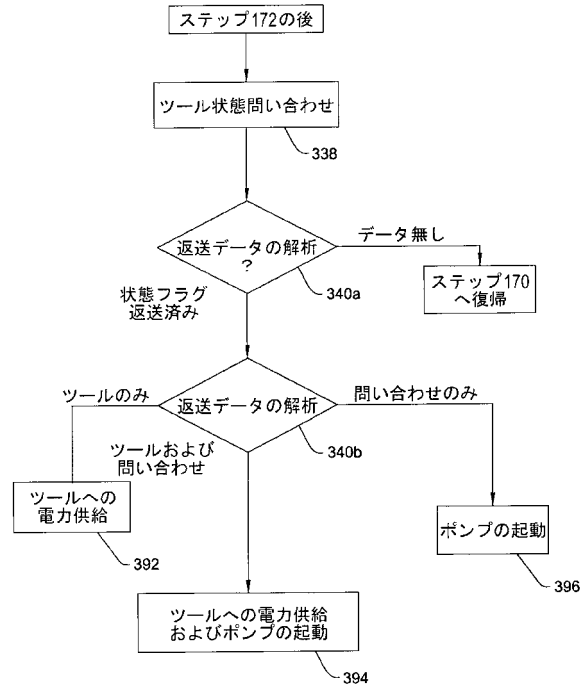 ステップ172の後
ツール状態問い合わせ
338
返送データの解析
?
データ無し
340a
ステップ170
へ復帰
状態フラグ
返送済み
ツールのみ
返送データの解析
問い合わせのみ
340b
ツールおよび
問い合わせ
ツールへの
電力供給
392
ポンプの起動
396
ツールへの電力供給
およびポンプの起動
394